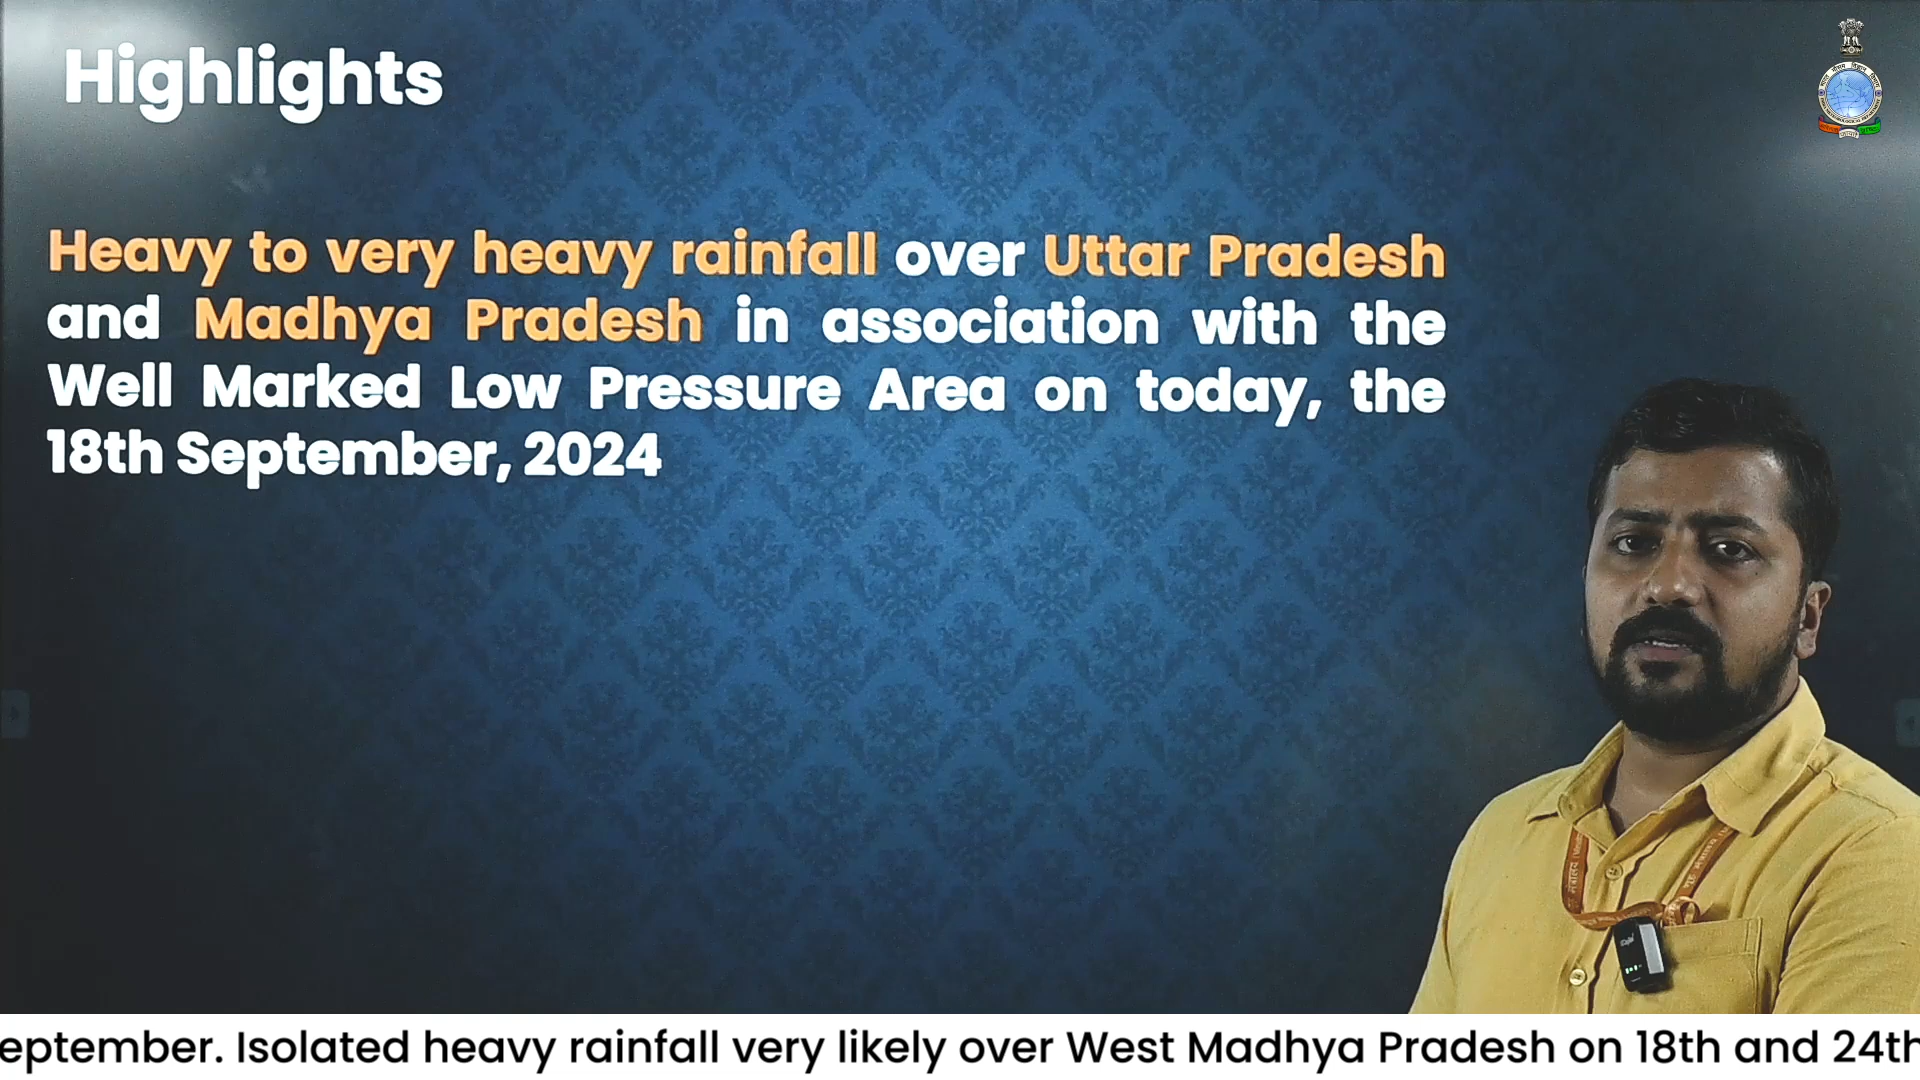 Highlights
Heavy to very heavy rainfall over Uttar Pradesh
and Madhya Pradesh in association with the
Well Marked Low Pressure Area on today, the
18th September, 2024
eptember. Isolated heavy rainfall very likely over West Madhya Pradesh on 18th and 24th